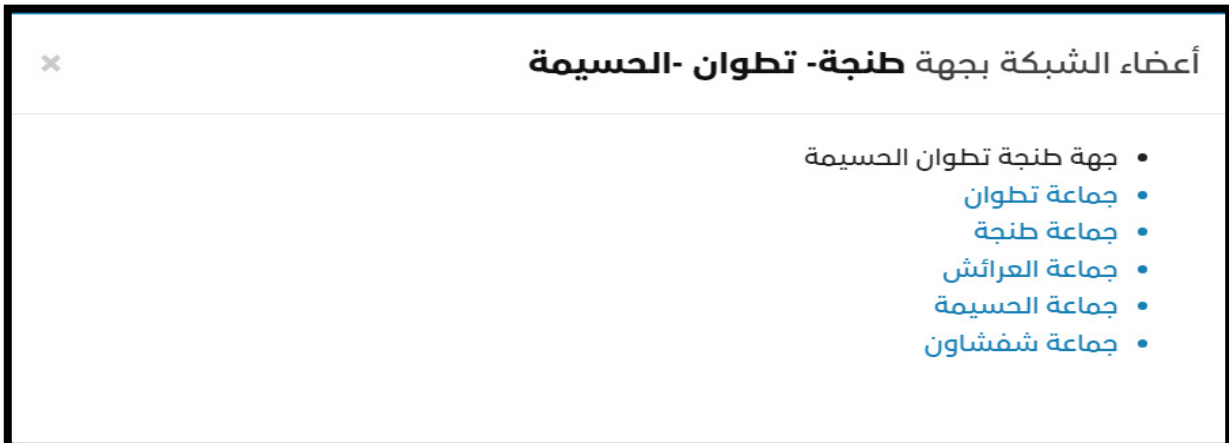 أعضاء الشبكة بجهة طنجة- تطوان -الحسيمة ×
• جهة طنجة تطوان الحسيمة
• جماعة تطوان
• جماعة طنجة
• جماعة العرائش
• جماعة الحسيمة
• جماعة شفشاون